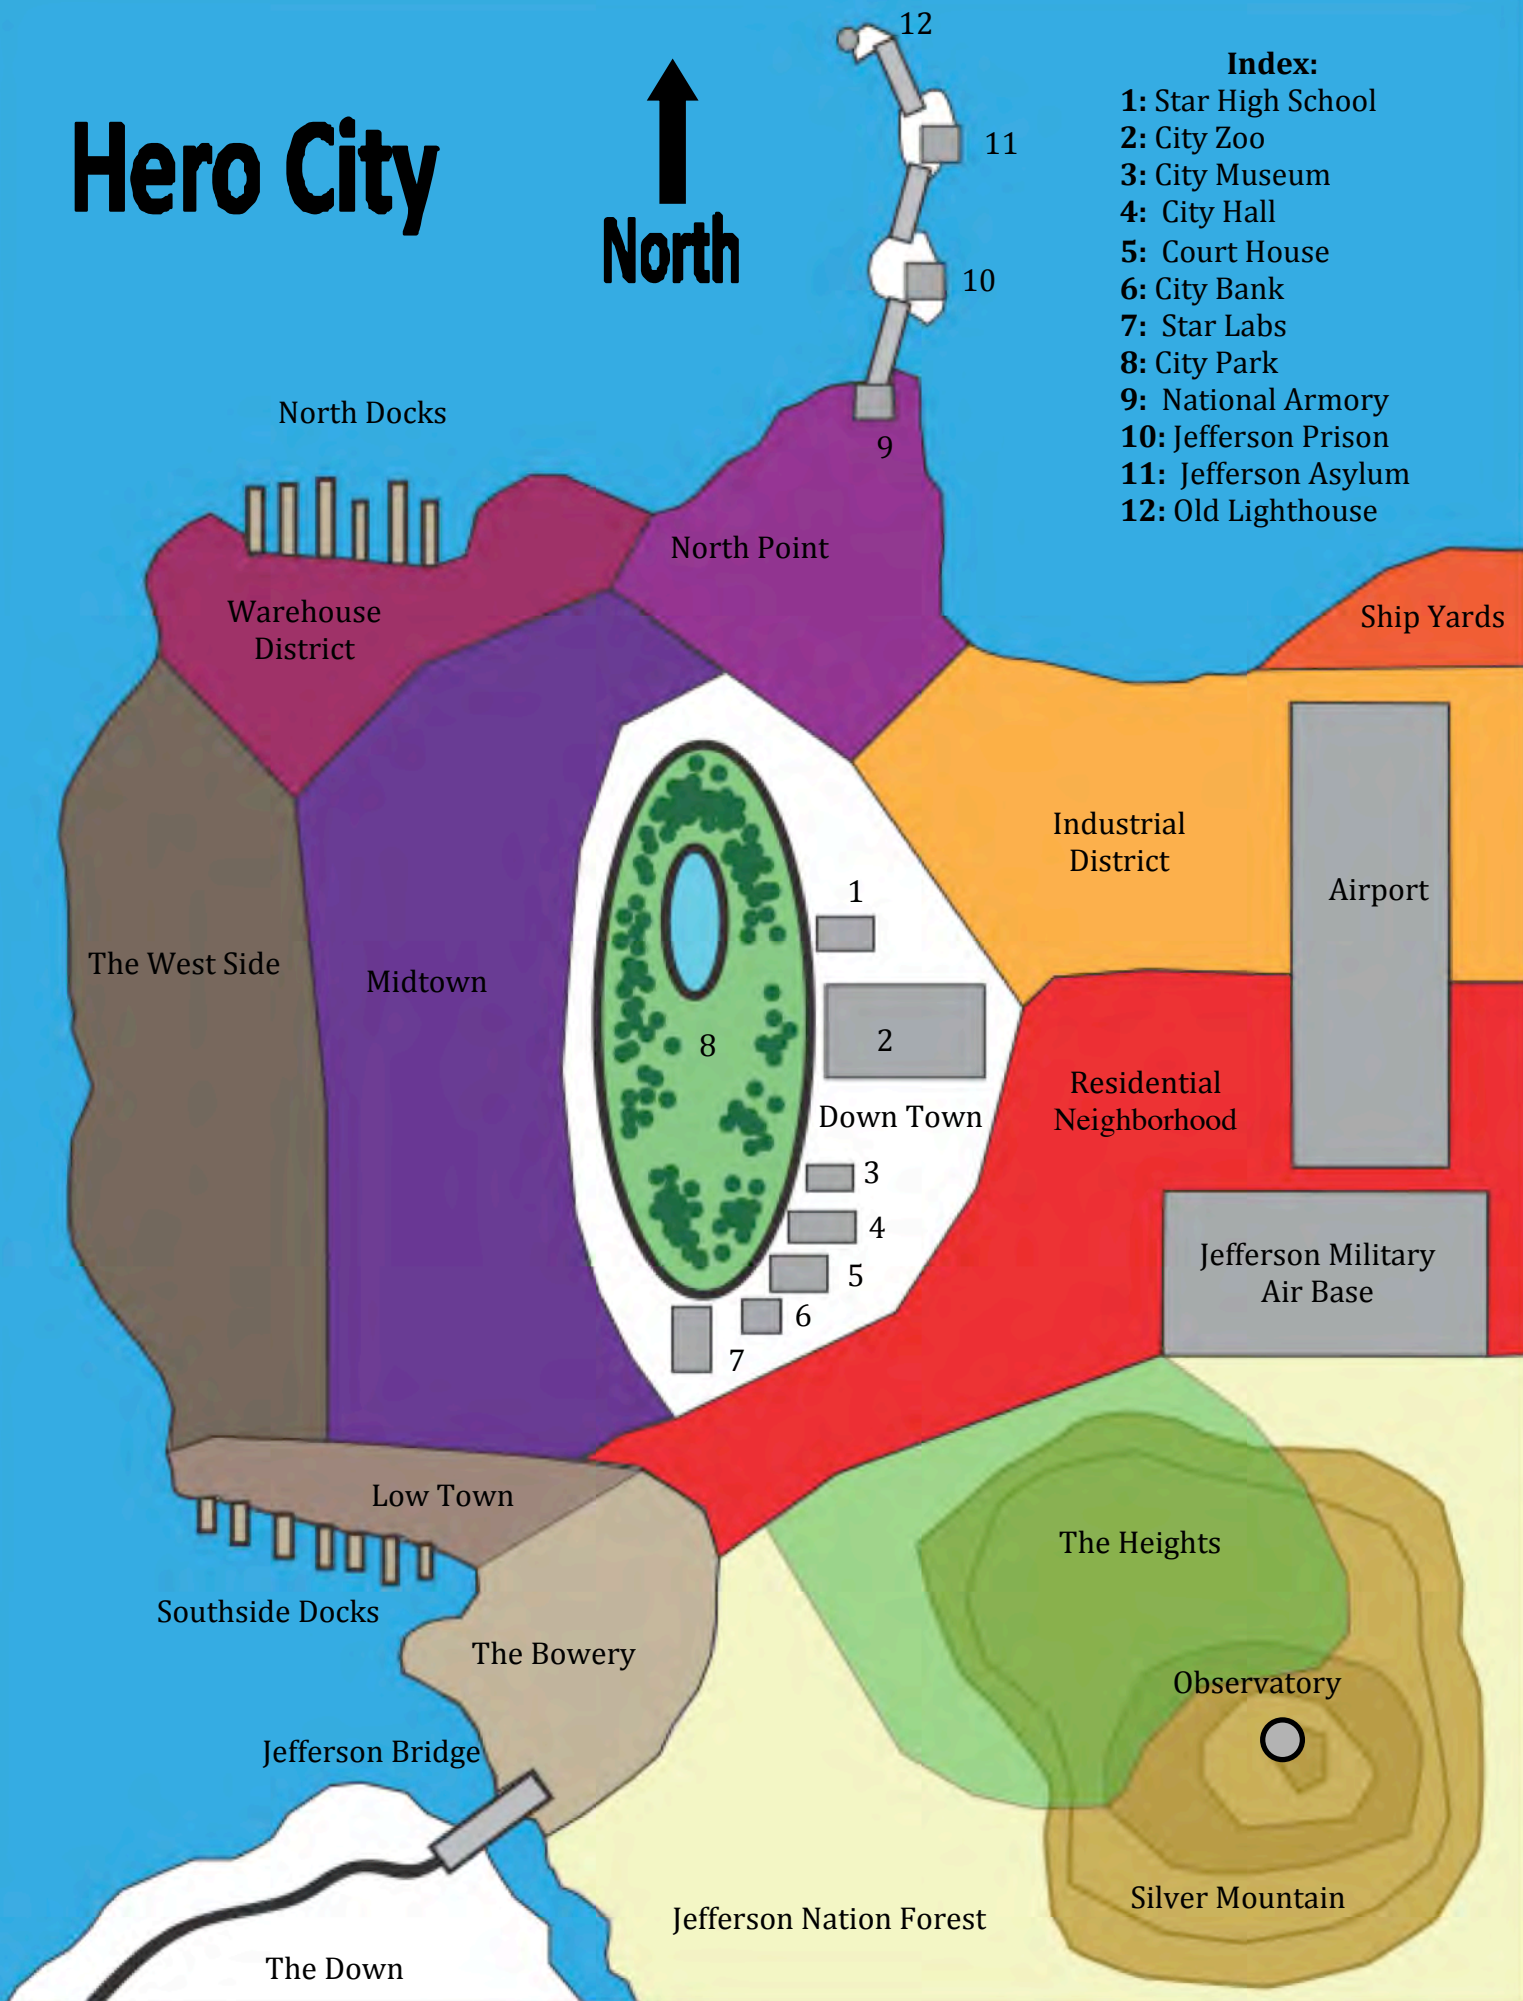 12
Index:
1: Star High School
2: City Zoo
3: City Museum
4: City Hall
5: Court House
6: City Bank
7: Star Labs
8: City Park
9: National Armory
10: Jefferson Prison
11: Jefferson Asylum
12: Old Lighthouse
Hero City
North
11
10
North Docks
9
North Point
Warehouse
District
Ship Yards
Industrial
District
Airport
1
The West Side
Midtown
8
2
Residential
Neighborhood
Down Town
3
4
5
6
7
Jefferson Military
Air Base
Low Town
The Heights
Southside Docks
The Bowery
Observatory
Jefferson Bridge
Silver Mountain
Jefferson Nation Forest
The Down